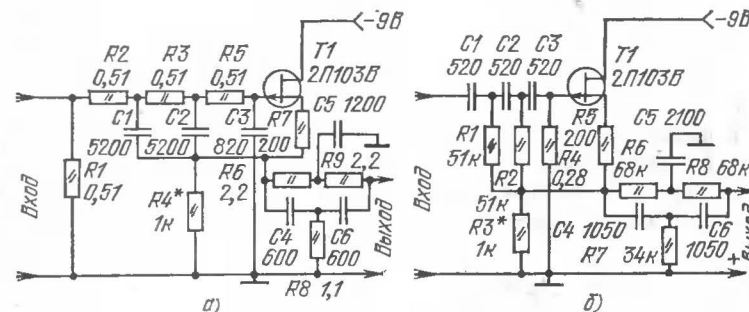 -9В
R2
0,51
R3
0,51
R5
0,51
T1
2П103В
C5 1200
R7
200
C1
5200
C2
5200
C3
820
R1
0,51
R4*
1к
R6
2,2
R9 2,2
C4
600
C6
600
R8 1,1
Вход
Выход
а)
-9В
C1
520
C2
520
C3
520
T1
2П103В
C5 2100
R1
51к
R2
51к
R5
200
R4
0,28
R6
68к
R8 68к
R3*
1к
C4 1050
C6
1050
R7
34к
Вход
Выход
+
б)